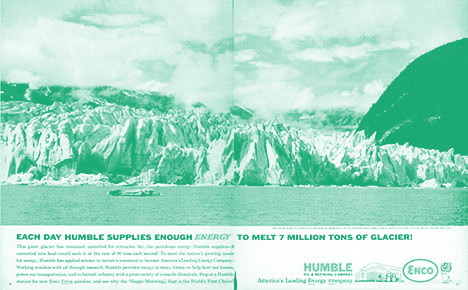 EACH DAY HUMBLE SUPPLIES ENOUGH ENERGY TO MELT 7 MILLION TONS OF GLACIER!
This giant glacier has remained unmelted for centuries. Yet, the petroleum energy Humble supplies—if
converted into heat—could melt it at the rate of 80 tons each second! To meet the nation's growing needs
for energy, Humble has applied science to nature's resources to become America's Leading Energy Company.
Working wonders with oil through research, Humble provides energy in many forms—to help heat our homes,
power our transportation, and to furnish industry with a great variety of versatile chemicals. Stop at a Humble
station for new Enco Extra gasoline, and see why the "Happy Motoring" Sign is the World's First Choice!
HUMBLE
OIL & REFINING COMPANY
America's Leading Energy Company
ENCO